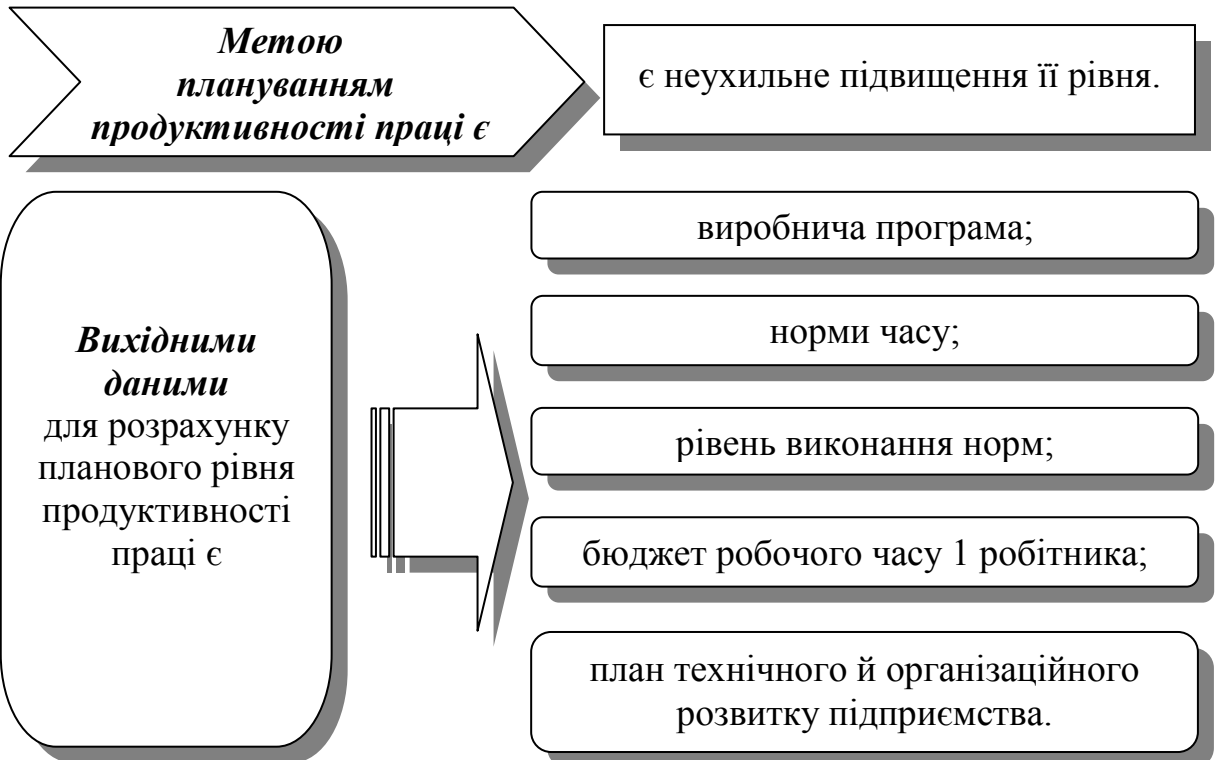 Метою
плануванням
продуктивності праці є
є неухильне підвищення її рівня.
Вихідними
даними
для розрахунку
планового рівня
продуктивності
праці є
виробнича програма;
норми часу;
рівень виконання норм;
бюджет робочого часу 1 робітника;
план технічного й організаційного
розвитку підприємства.